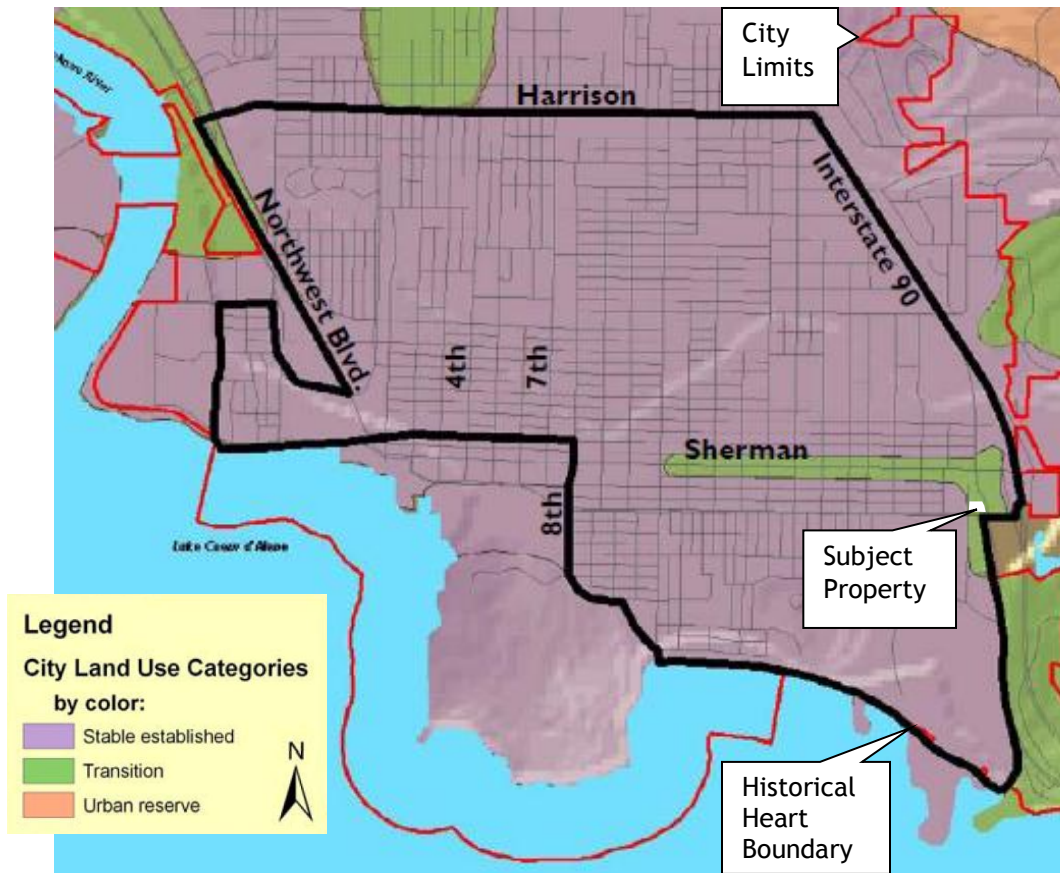 City
Limits
River
Harrison
Interstate 90
Northwest Blvd.
4th
7th
Sherman
8th
Lake Coeur d'Alene
Subject
Property
Legend
City Land Use Categories
by color:
Stable established
Transition
Urban reserve
N
Historical
Heart
Boundary